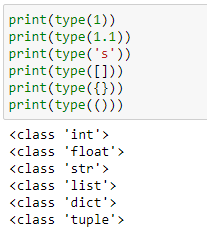 print(type(1))
print(type(1.1))
print(type('s'))
print(type([]))
print(type({}))
print(type(()))
<class 'int'>
<class 'float'>
<class 'str'>
<class 'list'>
<class 'dict'>
<class 'tuple'>